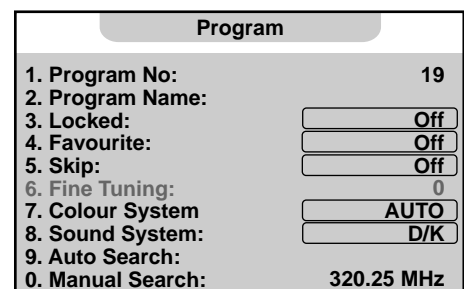 Program
1. Program No: 19
2. Program Name:
3. Locked: Off
4. Favourite: Off
5. Skip: Off
6. Fine Tuning: 0
7. Colour System AUTO
8. Sound System: D/K
9. Auto Search:
0. Manual Search: 320.25 MHz